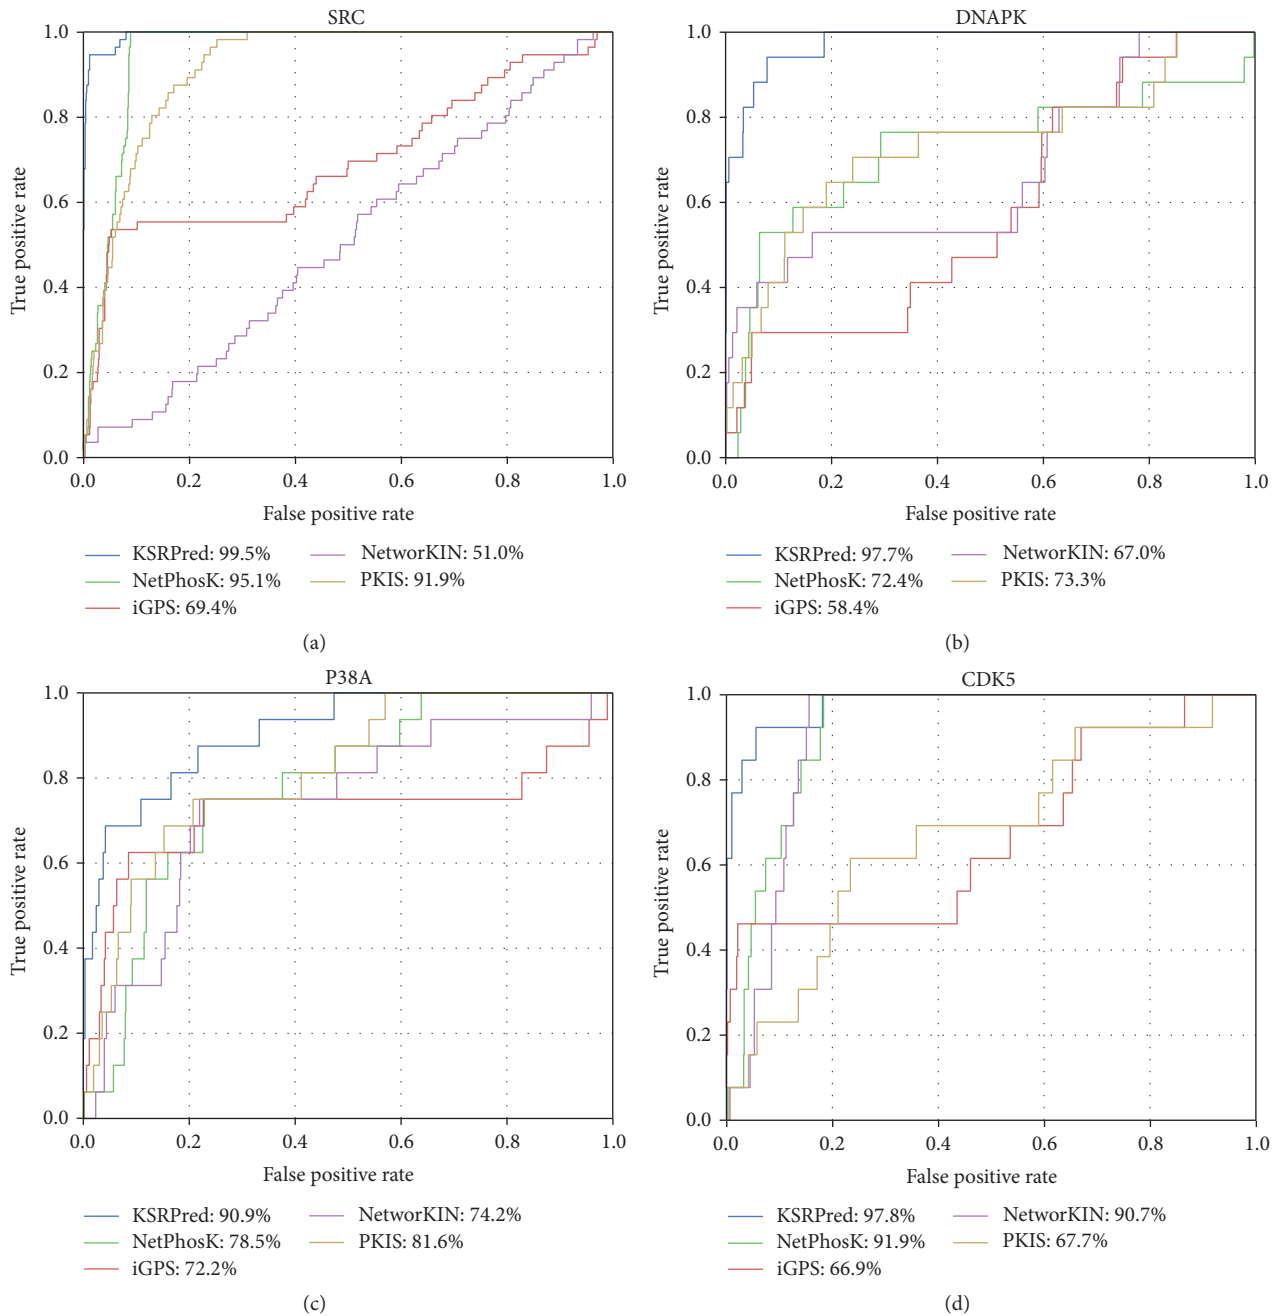 SRC
1.0
0.8
0.6
0.4
0.2
0.0
True positive rate
0.0 0.2 0.4 0.6 0.8 1.0
False positive rate
KSRPred: 99.5%
NetPhosK: 95.1%
iGPS: 69.4%
NetworKIN: 51.0%
PKIS: 91.9%
(a)
DNAPK
1.0
0.8
0.6
0.4
0.2
0.0
True positive rate
0.0 0.2 0.4 0.6 0.8 1.0
False positive rate
KSRPred: 97.7%
NetPhosK: 72.4%
iGPS: 58.4%
NetworKIN: 67.0%
PKIS: 73.3%
(b)
P38A
1.0
0.8
0.6
0.4
0.2
0.0
True positive rate
0.0 0.2 0.4 0.6 0.8 1.0
False positive rate
KSRPred: 90.9%
NetPhosK: 78.5%
iGPS: 72.2%
NetworKIN: 74.2%
PKIS: 81.6%
(c)
CDK5
1.0
0.8
0.6
0.4
0.2
0.0
True positive rate
0.0 0.2 0.4 0.6 0.8 1.0
False positive rate
KSRPred: 97.8%
NetPhosK: 91.9%
iGPS: 66.9%
NetworKIN: 90.7%
PKIS: 67.7%
(d)